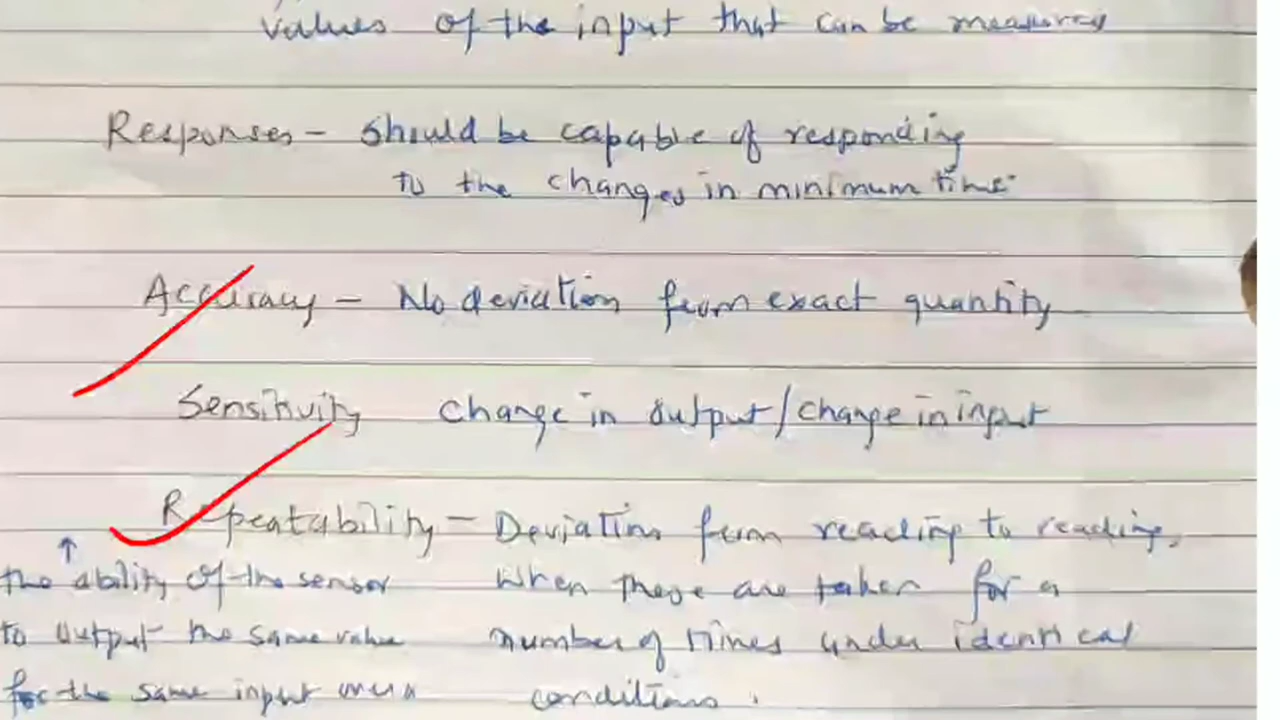 values of the input that can be measured
Responses - Should be capable of responding
to the changes in minimum time.
Accuracy - No deviation from exact quantity
Sensitivity Change in output/change in input
Repeatability - Deviation from reading to reading,
↑
the ability of the sensor when these are taken for a
to output the same value number of times under identical
for the same input over conditions.